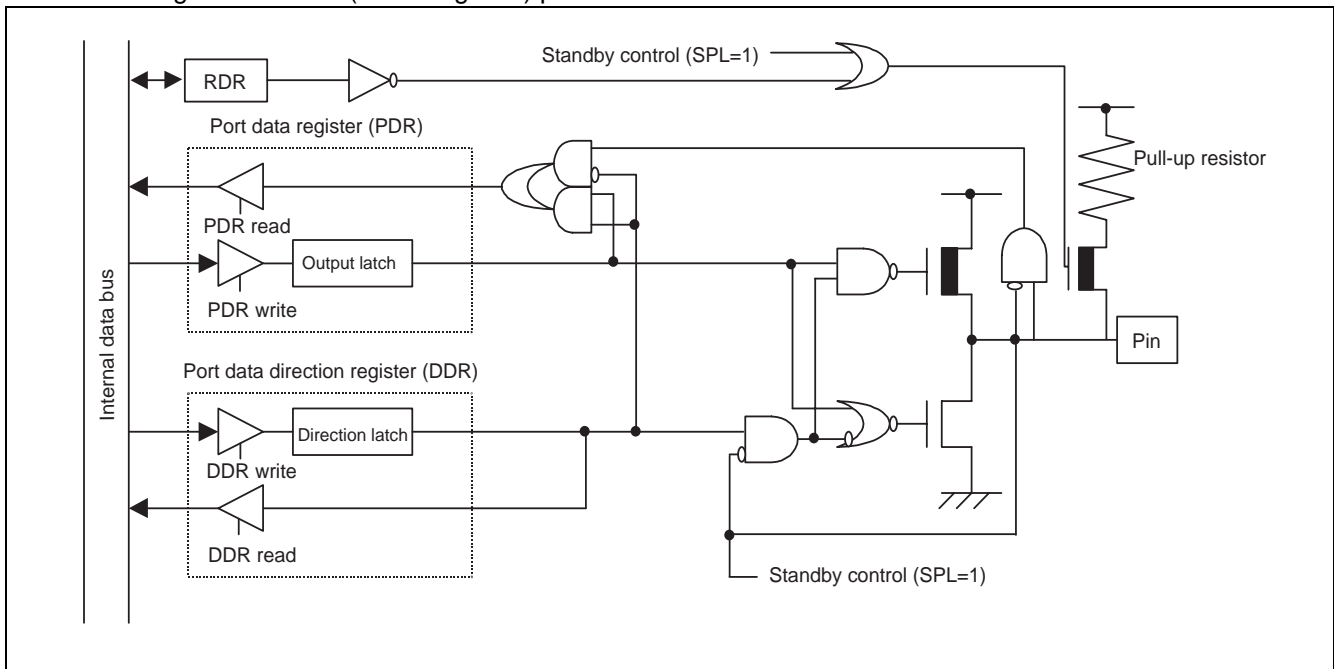 Standby control (SPL=1)
RDR
Port data register (PDR)
Pull-up resistor
PDR read
Output latch
PDR write
Internal data bus
Pin
Port data direction register (DDR)
Direction latch
DDR write
DDR read
Standby control (SPL=1)